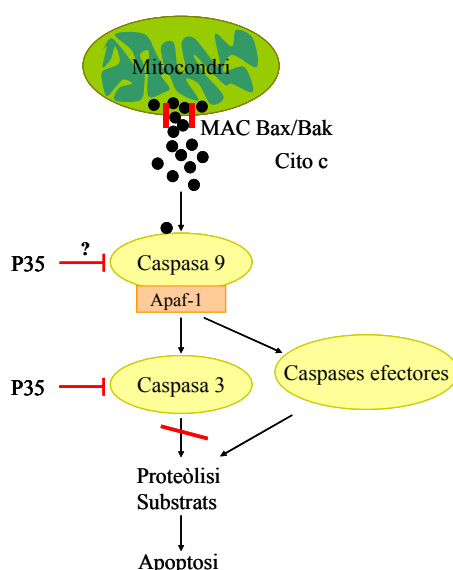 Mitocondri
MAC Bax/Bak
Cito c
?
P35
Caspasa 9
Apaf-1
P35
Caspasa 3
Caspases efectores
Proteòlisi
Substrats
Apoptosi